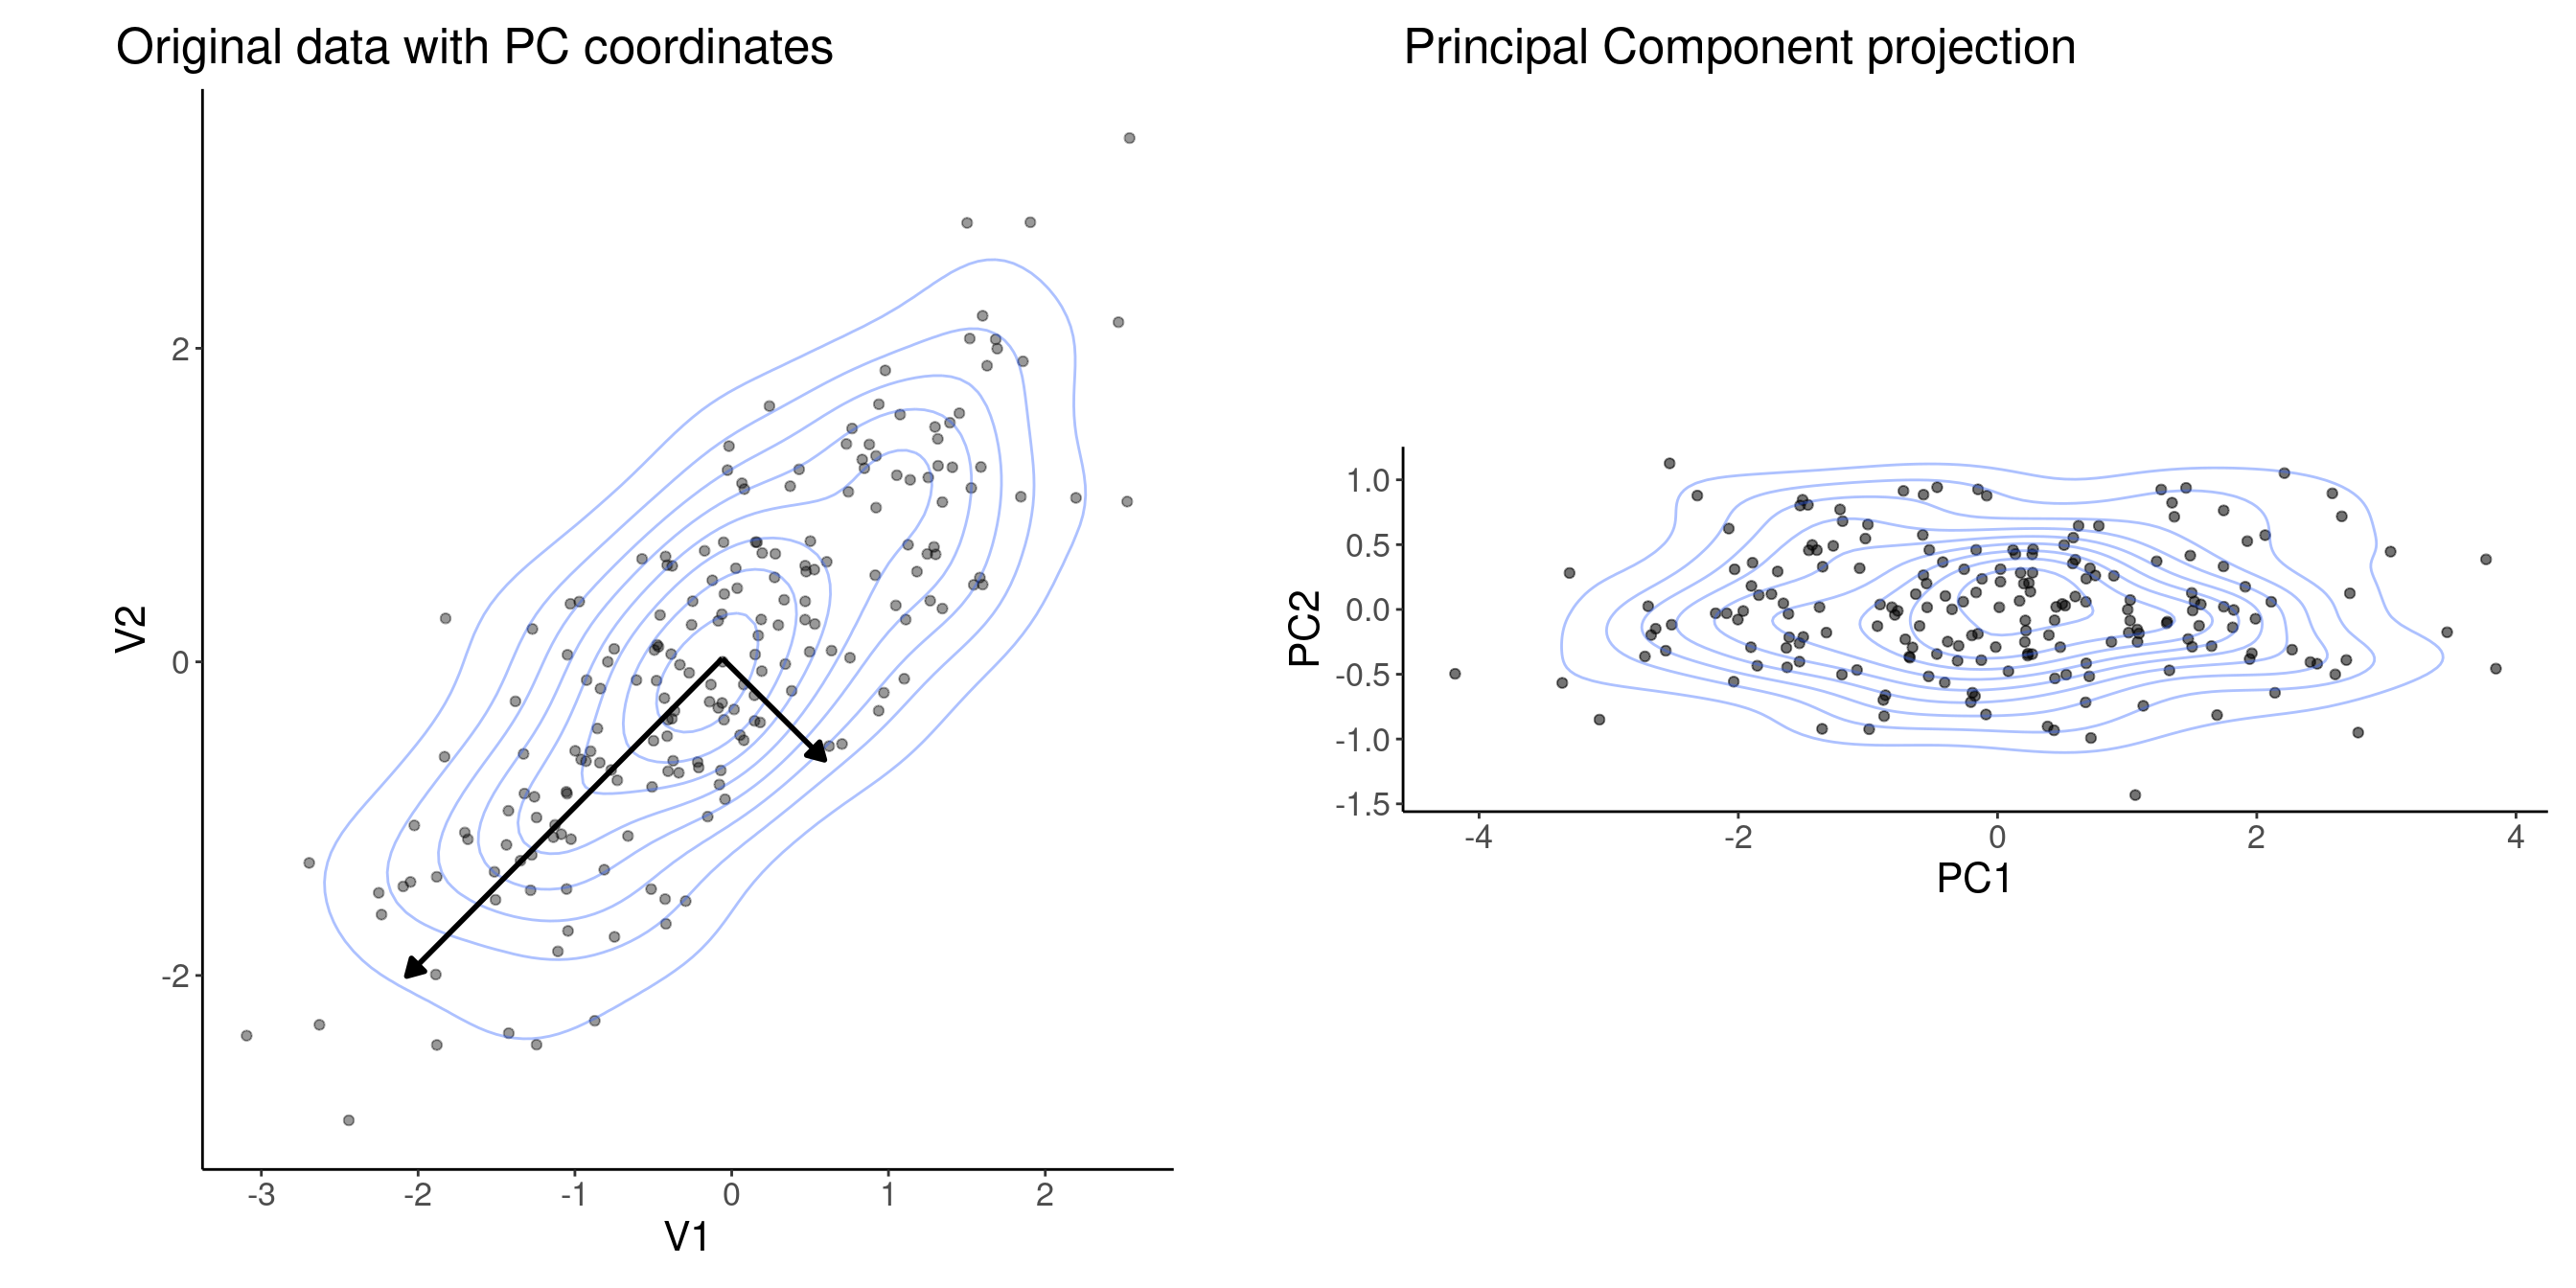 Original data with PC coordinates
V2
2
0
-2
-3 -2 -1 0 1 2
V1
Principal Component projection
PC2
1.0
0.5
0.0
-0.5
-1.0
-1.5
-4 -2 0 2 4
PC1